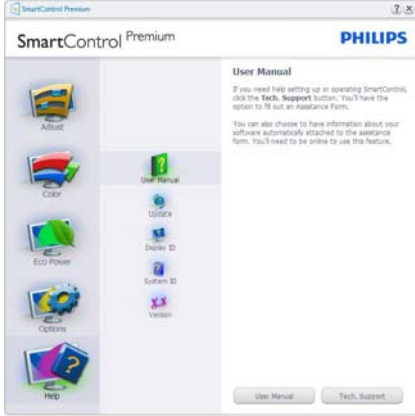 SmartControl Premium
SmartControl Premium
PHILIPS
Adjust
Color
Eco Power
Options
Help
User Manual
Update
Display ID
System ID
Version
User Manual
If you need help setting up or operating SmartControl,
click the Tech. Support button. You'll have the
option to fill out an Assistance Form.
You can also choose to have information about your
software automatically attached to the assistance
form. You'll need to be online to use this feature.
User Manual
Tech. Support